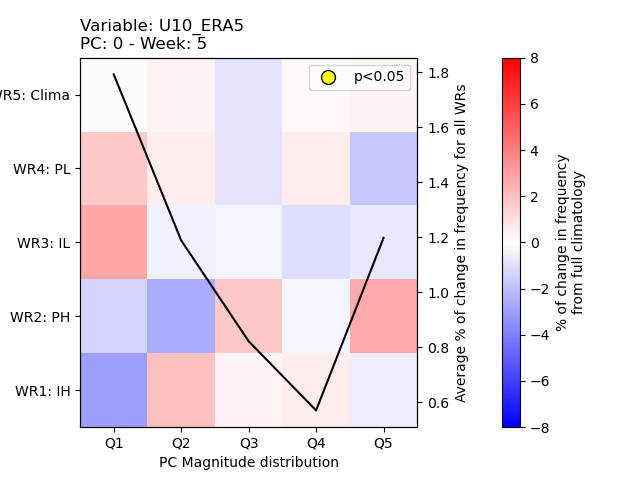 Variable: U10_ERA5
PC: 0 - Week: 5
p<0.05
WR5: Clima
WR4: PL
WR3: IL
WR2: PH
WR1: IH
Q1 Q2 Q3 Q4 Q5
PC Magnitude distribution
1.8
1.6
1.4
1.2
1.0
0.8
0.6
Average % of change in frequency for all WRs
8
6
4
2
0
−2
−4
−6
−8
% of change in frequency
from full climatology